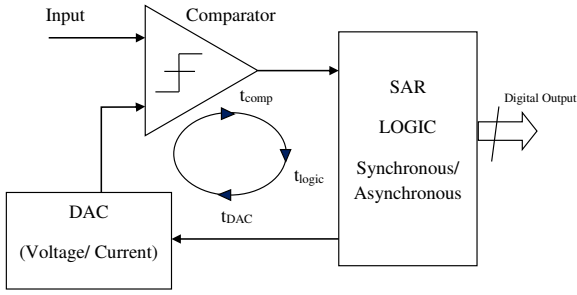 Input
Comparator
t_comp
SAR
LOGIC
Synchronous/
Asynchronous
Digital Output
t_logic
t_DAC
DAC
(Voltage/ Current)